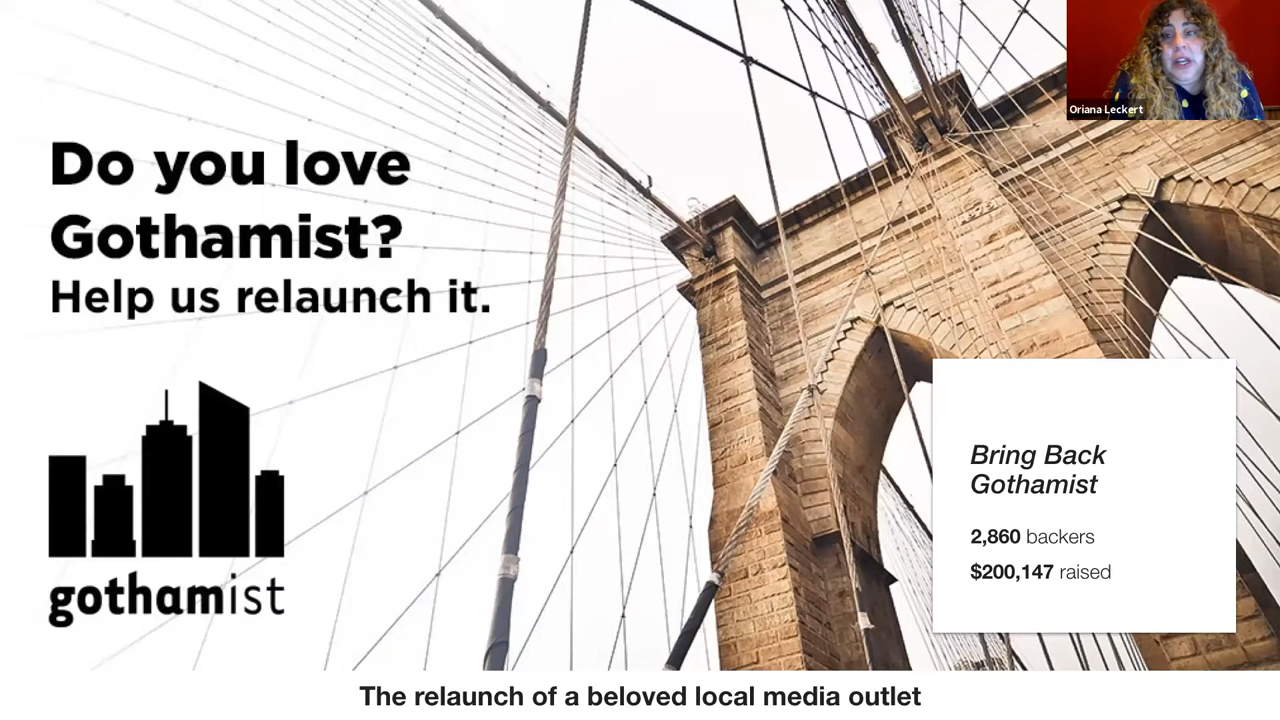 Do you love
Gothamist?
Help us relaunch it.
gothamist
Oriana Leckert
Bring Back
Gothamist
2,860 backers
$200,147 raised
The relaunch of a beloved local media outlet